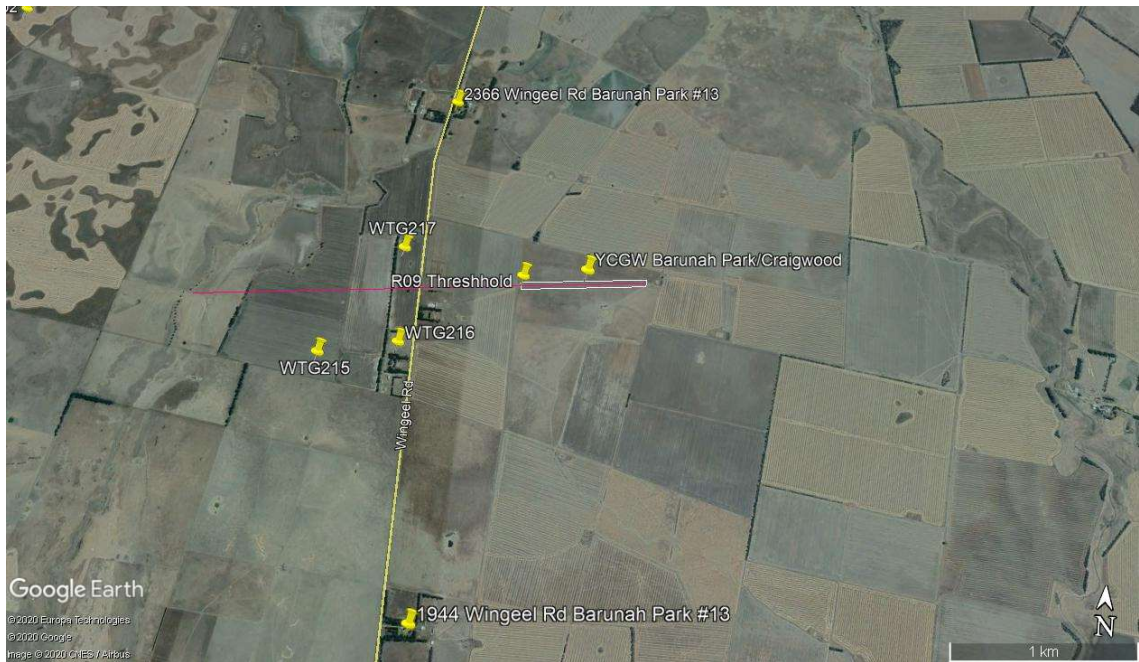 02
2366 Wingeel Rd Barunah Park #13
WTG217
YCGW Barunah Park/Craigwood
R09 Threshhold
WTG216
WTG215
Wingeel Rd
1944 Wingeel Rd Barunah Park #13
Google Earth
©2020 Europa Technologies
©2020 Google
Image ©2020 CNES / Airbus
N
1 km